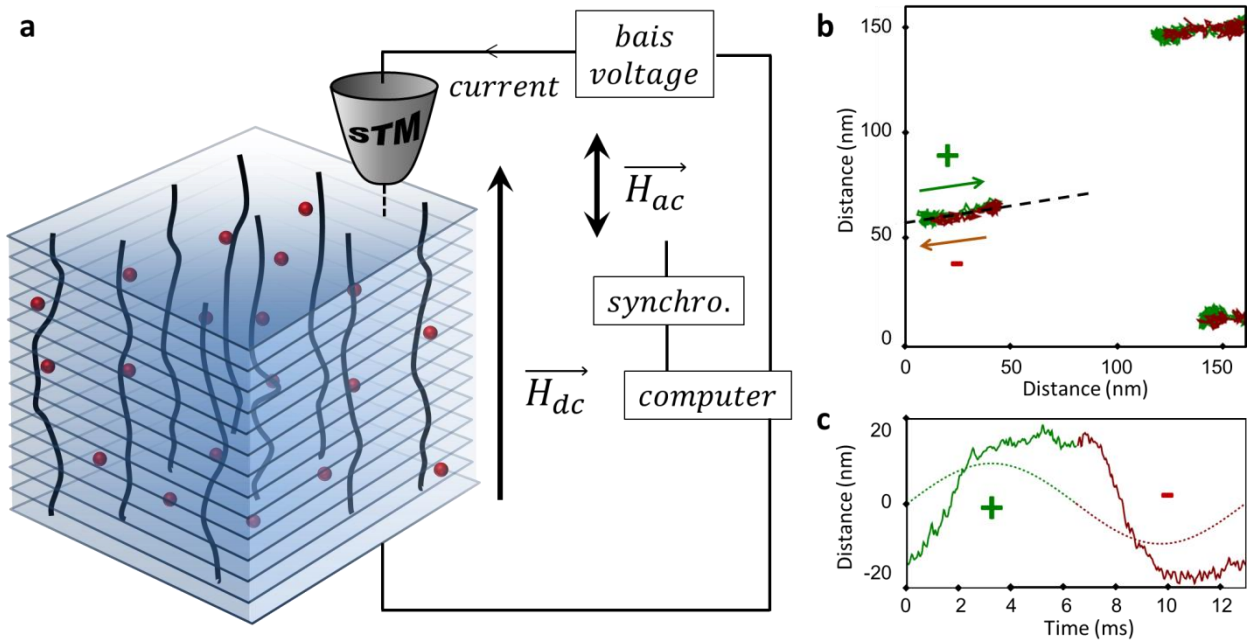 a
bais
voltage
current
STM
H_ac
synchro.
H_dc
computer
b
150
100
50
0
Distance (nm)
+
-
0
50
100
150
Distance (nm)
c
20
0
-20
Distance (nm)
+
-
0
2
4
6
8
10
12
Time (ms)